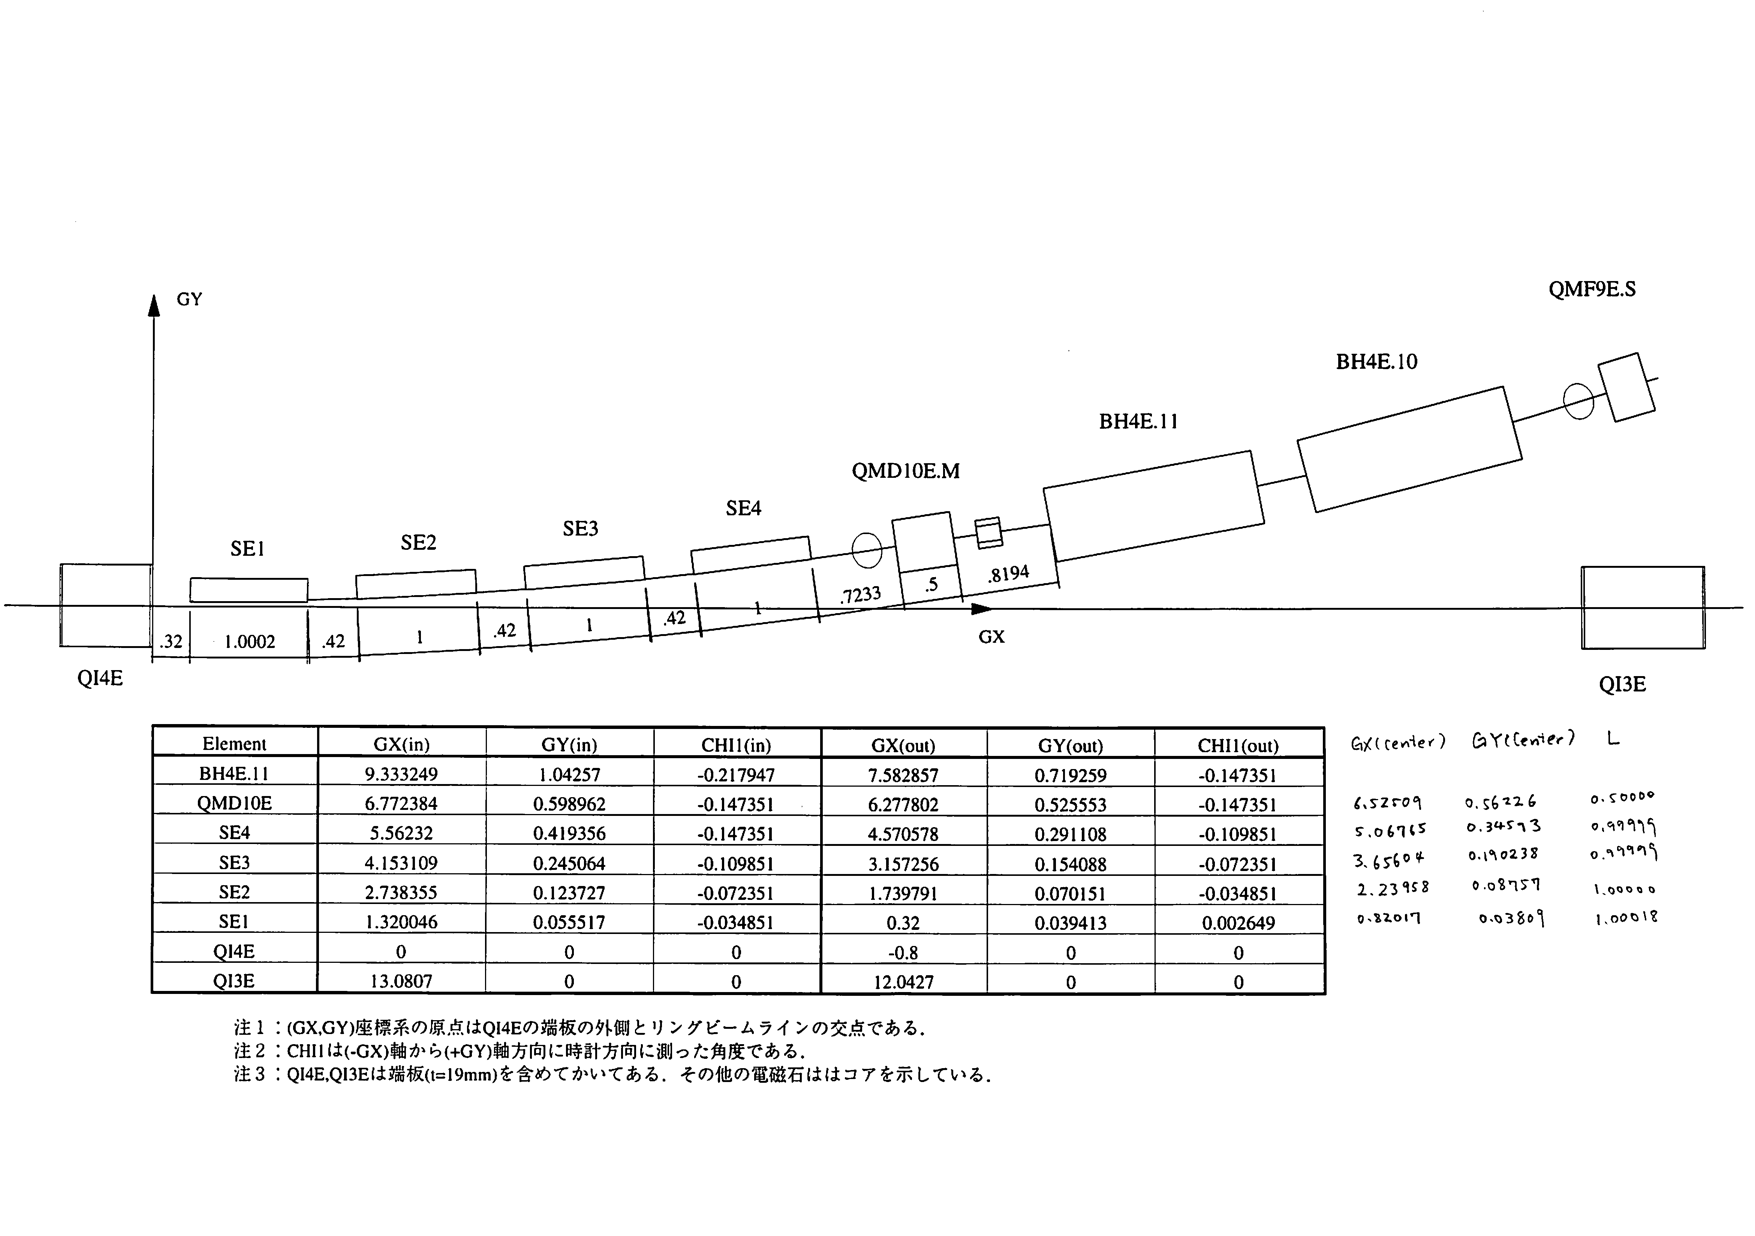 QMF9E.S
GY
BH4E.10
BH4E.11
QMD10E.M
SE4
SE3
SE2
SE1
.32 1.0002 .42 1 .42 1 .42 1 .7233 .5 .8194
GX
QI4E
QI3E
Element GX(in) GY(in) CHI1(in) GX(out) GY(out) CHI1(out) GX(center) GY(center) L
BH4E.11 9.333249 1.04257 -0.217947 7.582857 0.719259 -0.147351
QMD10E 6.772384 0.598962 -0.147351 6.277802 0.525553 -0.147351 6.52509 0.56226 0.50000
SE4 5.56232 0.419356 -0.147351 4.570578 0.291108 -0.109851 5.06765 0.34593 0.99999
SE3 4.153109 0.245064 -0.109851 3.157256 0.154088 -0.072351 3.65604 0.190238 0.99999
SE2 2.738355 0.123727 -0.072351 1.739791 0.070151 -0.034851 2.23958 0.08757 1.00000
SE1 1.320046 0.055517 -0.034851 0.32 0.039413 0.002649 0.82017 0.03809 1.00018
QI4E 0 0 0 -0.8 0 0
QI3E 13.0807 0 0 12.0427 0 0
注1：(GX,GY)座標系の原点はQI4Eの端板の外側とリングビームラインの交点である．
注2：CHI1は(-GX)軸から(+GY)軸方向に時計方向に測った角度である．
注3：QI4E,QI3Eは端板(t=19mm)を含めてかいてある．その他の電磁石ははコアを示している．